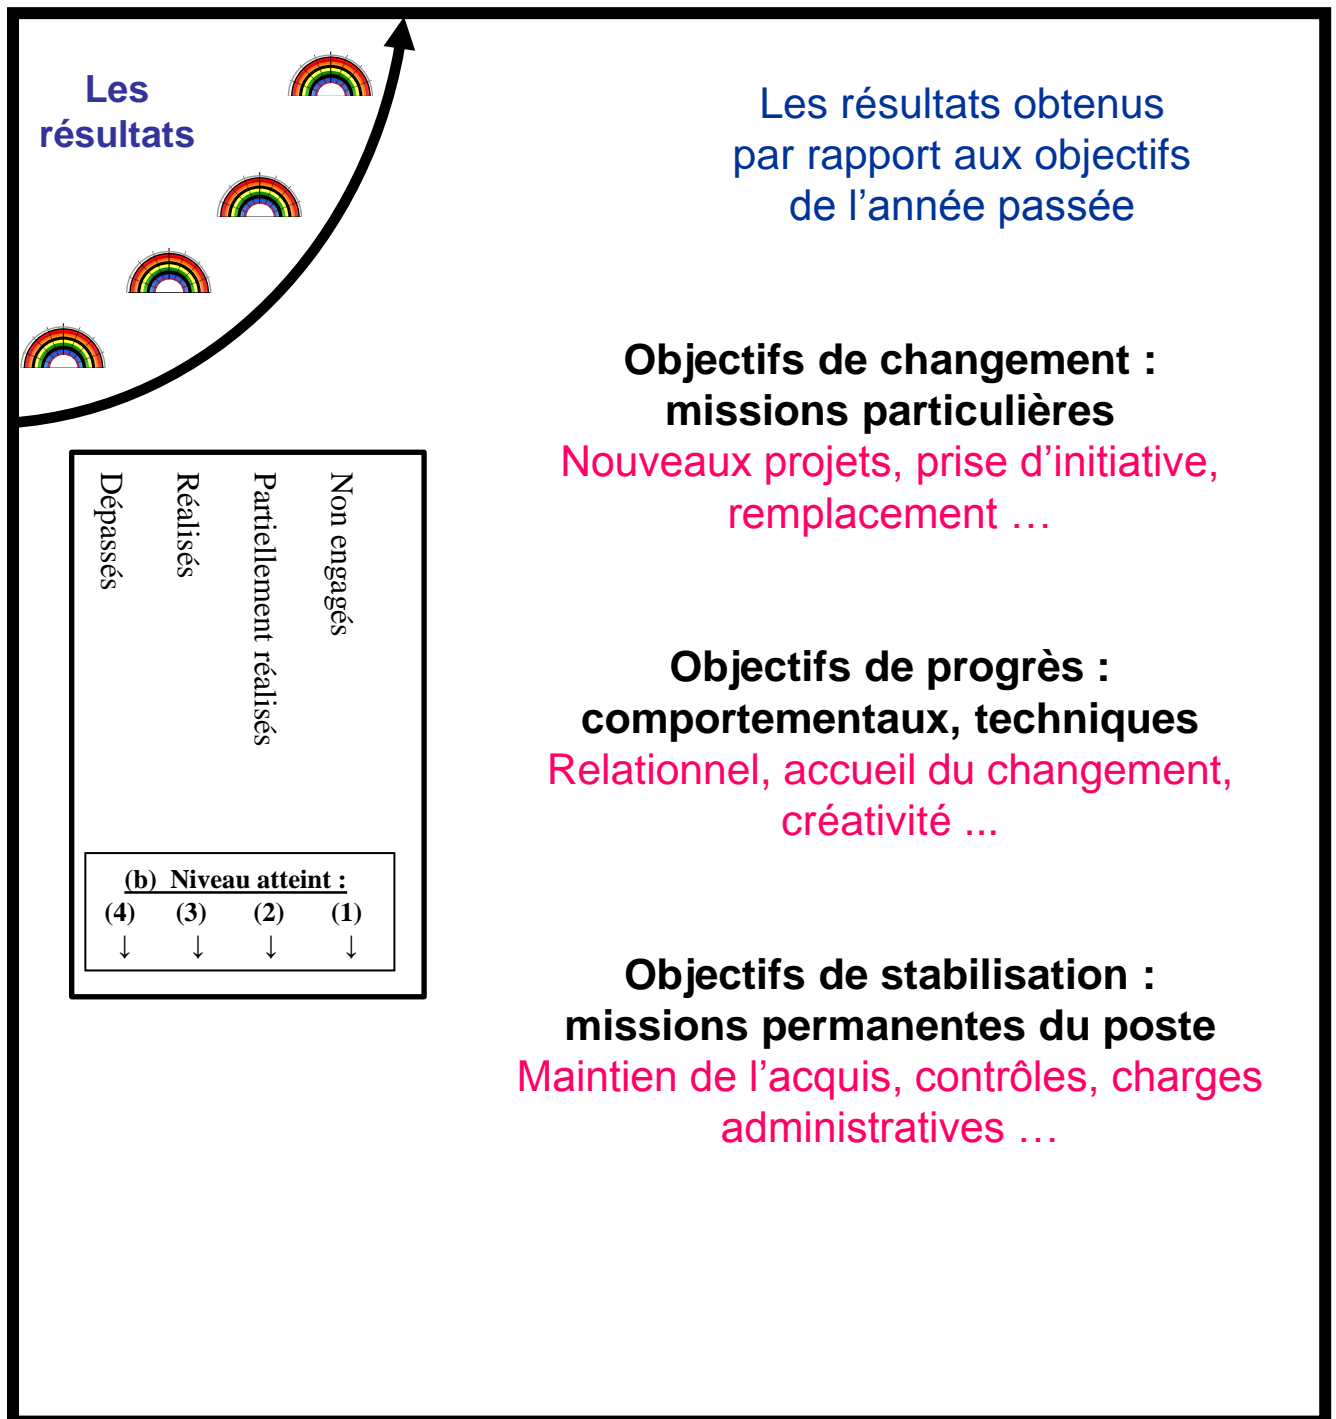 Les
résultats
Les résultats obtenus
par rapport aux objectifs
de l’année passée
Objectifs de changement :
missions particulières
Nouveaux projets, prise d’initiative,
remplacement …
Objectifs de progrès :
comportementaux, techniques
Relationnel, accueil du changement,
créativité ...
Objectifs de stabilisation :
missions permanentes du poste
Maintien de l’acquis, contrôles, charges
administratives …
Dépassés
Réalisés
Partiellement réalisés
Non engagés
(b) Niveau atteint :
(4) (3) (2) (1)
↓ ↓ ↓ ↓